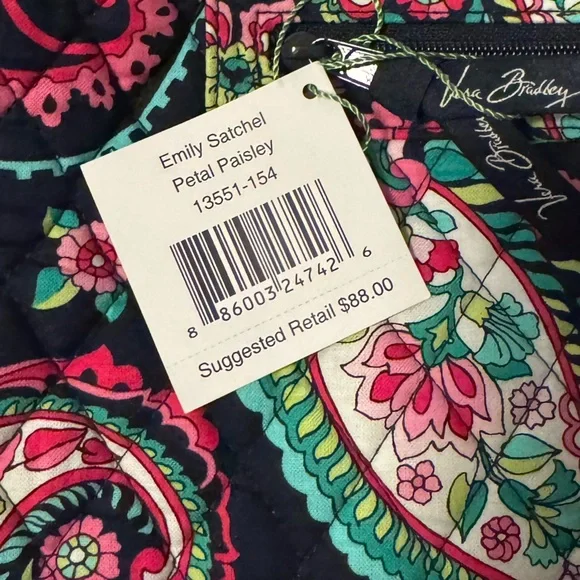 Vera Bradley
Vera Bradley
Emily Satchel
Petal Paisley
13551-154
8 86003 24742 6
Suggested Retail $88.00